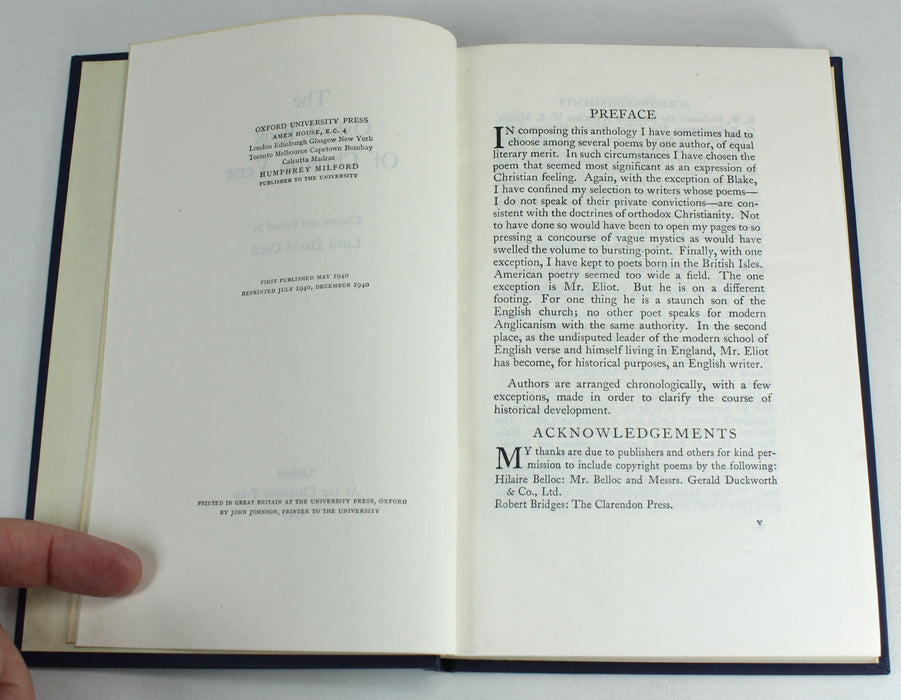 OXFORD UNIVERSITY PRESS
AMEN HOUSE, E.C. 4
London Edinburgh Glasgow New York
Toronto Melbourne Capetown Bombay
Calcutta Madras
HUMPHREY MILFORD
PUBLISHER TO THE UNIVERSITY
FIRST PUBLISHED MAY 1940
REPRINTED JULY 1940, DECEMBER 1940
PRINTED IN GREAT BRITAIN AT THE UNIVERSITY PRESS, OXFORD
BY JOHN JOHNSON, PRINTER TO THE UNIVERSITY
PREFACE
IN composing this anthology I have sometimes had to
choose among several poems by one author, of equal
literary merit. In such circumstances I have chosen the
poem that seemed most significant as an expression of
Christian feeling. Again, with the exception of Blake,
I have confined my selection to writers whose poems—
I do not speak of their private convictions—are con-
sistent with the doctrines of orthodox Christianity. Not
to have done so would have been to open my pages to so
pressing a concourse of vague mystics as would have
swelled the volume to bursting-point. Finally, with one
exception, I have kept to poets born in the British Isles.
American poetry seemed too wide a field. The one
exception is Mr. Eliot. But he is on a different
footing. For one thing he is a staunch son of the
English church; no other poet speaks for modern
Anglicanism with the same authority. In the second
place, as the undisputed leader of the modern school of
English verse and himself living in England, Mr. Eliot
has become, for historical purposes, an English writer.
Authors are arranged chronologically, with a few
exceptions, made in order to clarify the course of
historical development.
ACKNOWLEDGEMENTS
MY thanks are due to publishers and others for kind per-
mission to include copyright poems by the following:
Hilaire Belloc: Mr. Belloc and Messrs. Gerald Duckworth
& Co., Ltd.
Robert Bridges: The Clarendon Press.
v